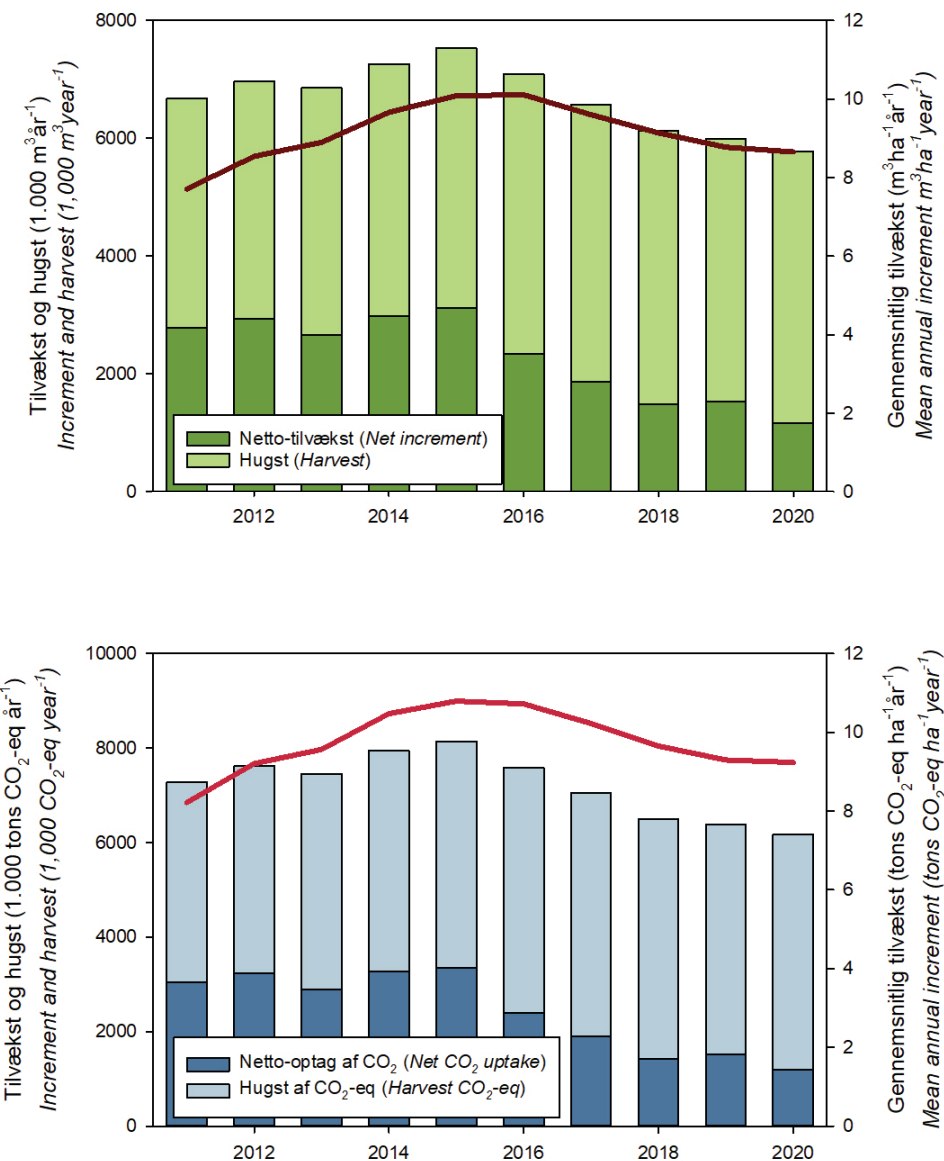 Tilvækst og hugst (1.000 m³år⁻¹)
Increment and harvest (1,000 m³year⁻¹)
8000
6000
4000
2000
0
12
10
8
6
4
2
0
Gennemsnitlig tilvækst (m³ha⁻¹år⁻¹)
Mean annual increment m³ha⁻¹year⁻¹)
Netto-tilvækst (Net increment)
Hugst (Harvest)
2012 2014 2016 2018 2020
Tilvækst og hugst (1.000 tons CO₂-eq år⁻¹)
Increment and harvest (1,000 CO₂-eq year⁻¹)
10000
8000
6000
4000
2000
0
12
10
8
6
4
2
0
Gennemsnitlig tilvækst (tons CO₂-eq ha⁻¹år⁻¹)
Mean annual increment (tons CO₂-eq ha⁻¹year⁻¹)
Netto-optag af CO₂ (Net CO₂ uptake)
Hugst af CO₂-eq (Harvest CO₂-eq)
2012 2014 2016 2018 2020